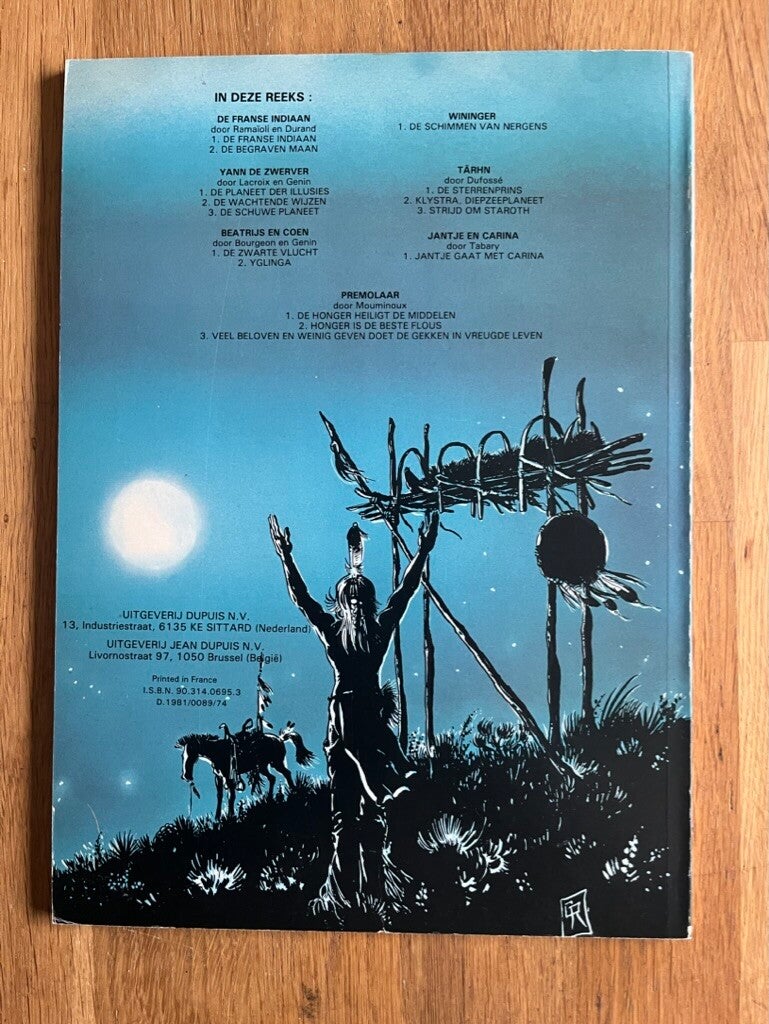 IN DEZE REEKS :
DE FRANSE INDIAAN
door Ramaïoli en Durand
1. DE FRANSE INDIAAN
2. DE BEGRAVEN MAAN
WININGER
1. DE SCHIMMEN VAN NERGENS
YANN DE ZWERVER
door Lacroix en Genin
1. DE PLANEET DER ILLUSIES
2. DE WACHTENDE WIJZEN
3. DE SCHUWE PLANEET
TÂRHN
door Dufossé
1. DE STERRENPRINS
2. KLYSTRA, DIEPZEEPLANEET
3. STRIJD OM STAROTH
BEATRIJS EN COEN
door Bourgeon en Genin
1. DE ZWARTE VLUCHT
2. YGLINGA
JANTJE EN CARINA
door Tabary
1. JANTJE GAAT MET CARINA
PREMOLAAR
door Mouminoux
1. DE HONGER HEILIGT DE MIDDELEN
2. HONGER IS DE BESTE FLOUS
3. VEEL BELOVEN EN WEINIG GEVEN DOET DE GEKKEN IN VREUGDE LEVEN
UITGEVERIJ DUPUIS N.V.
13, Industriestraat, 6135 KE SITTARD (Nederland)
UITGEVERIJ JEAN DUPUIS N.V.
Livornostraat 97, 1050 Brussel (België)
Printed in France
I.S.B.N. 90.314.0695.3
D.1981/0089/74
GR